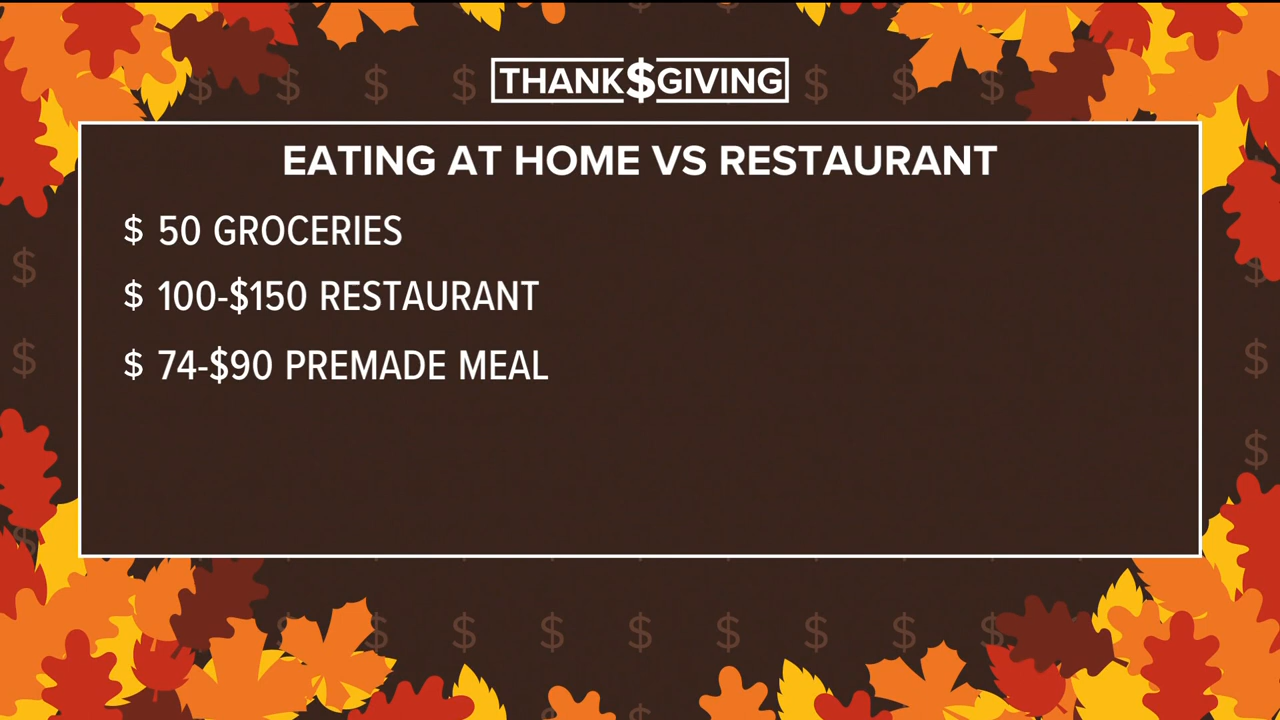 THANK$GIVING
EATING AT HOME VS RESTAURANT
$ 50 GROCERIES
$ 100-$150 RESTAURANT
$ 74-$90 PREMADE MEAL